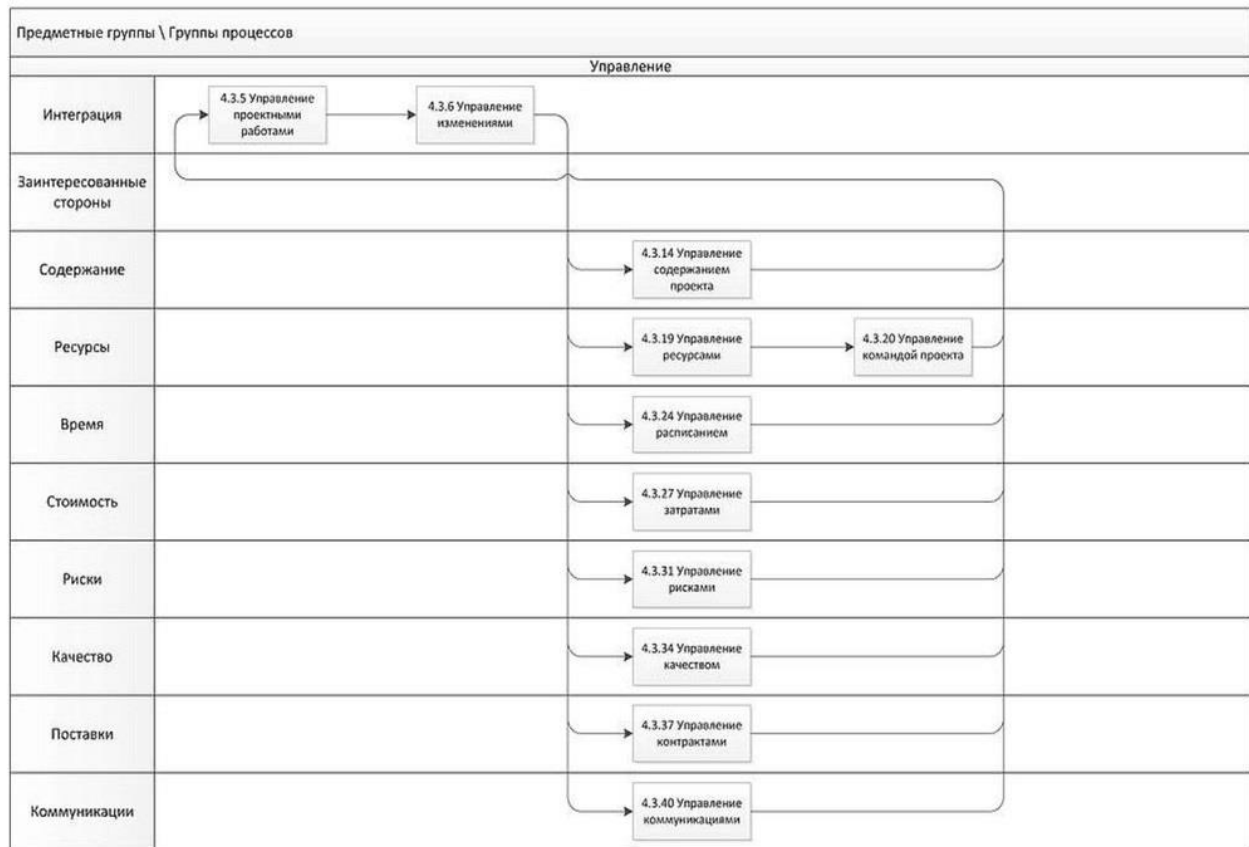 Предметные группы \ Группы процессов
Управление
Интеграция
4.3.5 Управление
проектными
работами
4.3.6 Управление
изменениями
Заинтересованные
стороны
Содержание
4.3.14 Управление
содержанием
проекта
Ресурсы
4.3.19 Управление
ресурсами
4.3.20 Управление
командой проекта
Время
4.3.24 Управление
расписанием
Стоимость
4.3.27 Управление
затратами
Риски
4.3.31 Управление
рисками
Качество
4.3.34 Управление
качеством
Поставки
4.3.37 Управление
контрактами
Коммуникации
4.3.40 Управление
коммуникациями